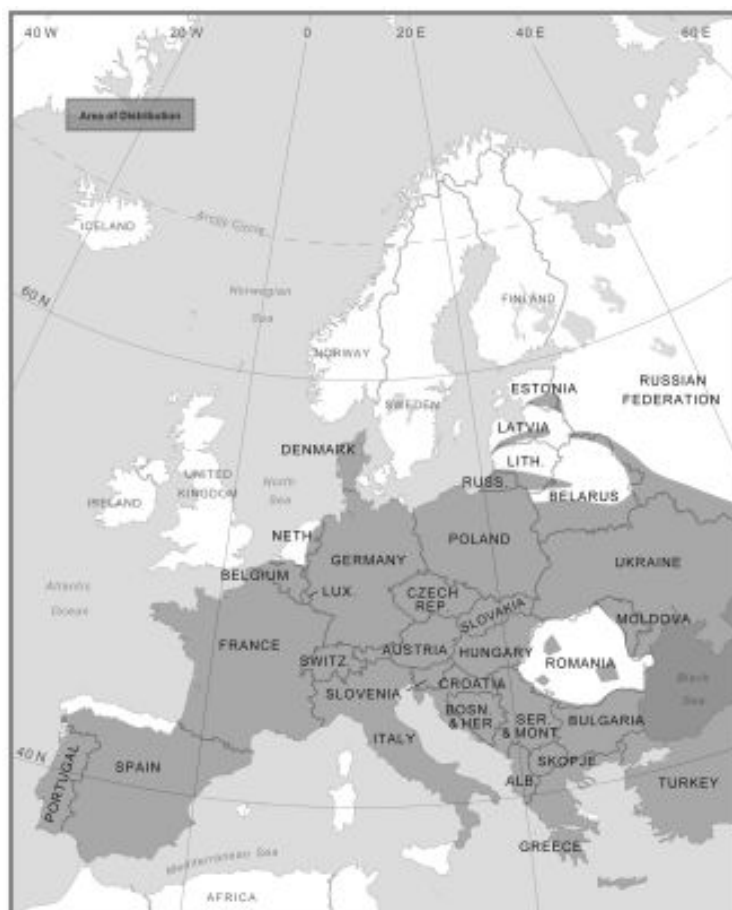 40 W
20 W
0
20 E
40 E
60 E
Area of Distribution
ICELAND
Arctic Circle
60 N
Norwegian
Sea
FINLAND
NORWAY
SWEDEN
ESTONIA
RUSSIAN
FEDERATION
LATVIA
DENMARK
LITH.
UNITED
KINGDOM
North
Sea
RUSS.
BELARUS
IRELAND
NETH.
POLAND
GERMANY
UKRAINE
BELGIUM
Atlantic
Ocean
LUX.
CZECH
REP.
SLOVAKIA
MOLDOVA
FRANCE
AUSTRIA
HUNGARY
SWITZ.
ROMANIA
Black
Sea
SLOVENIA
CROATIA
BOSN.
& HER.
SER.
& MONT.
BULGARIA
ITALY
40 N
SPAIN
PORTUGAL
SKOPJE
ALB.
TURKEY
GREECE
Mediterranean Sea
AFRICA